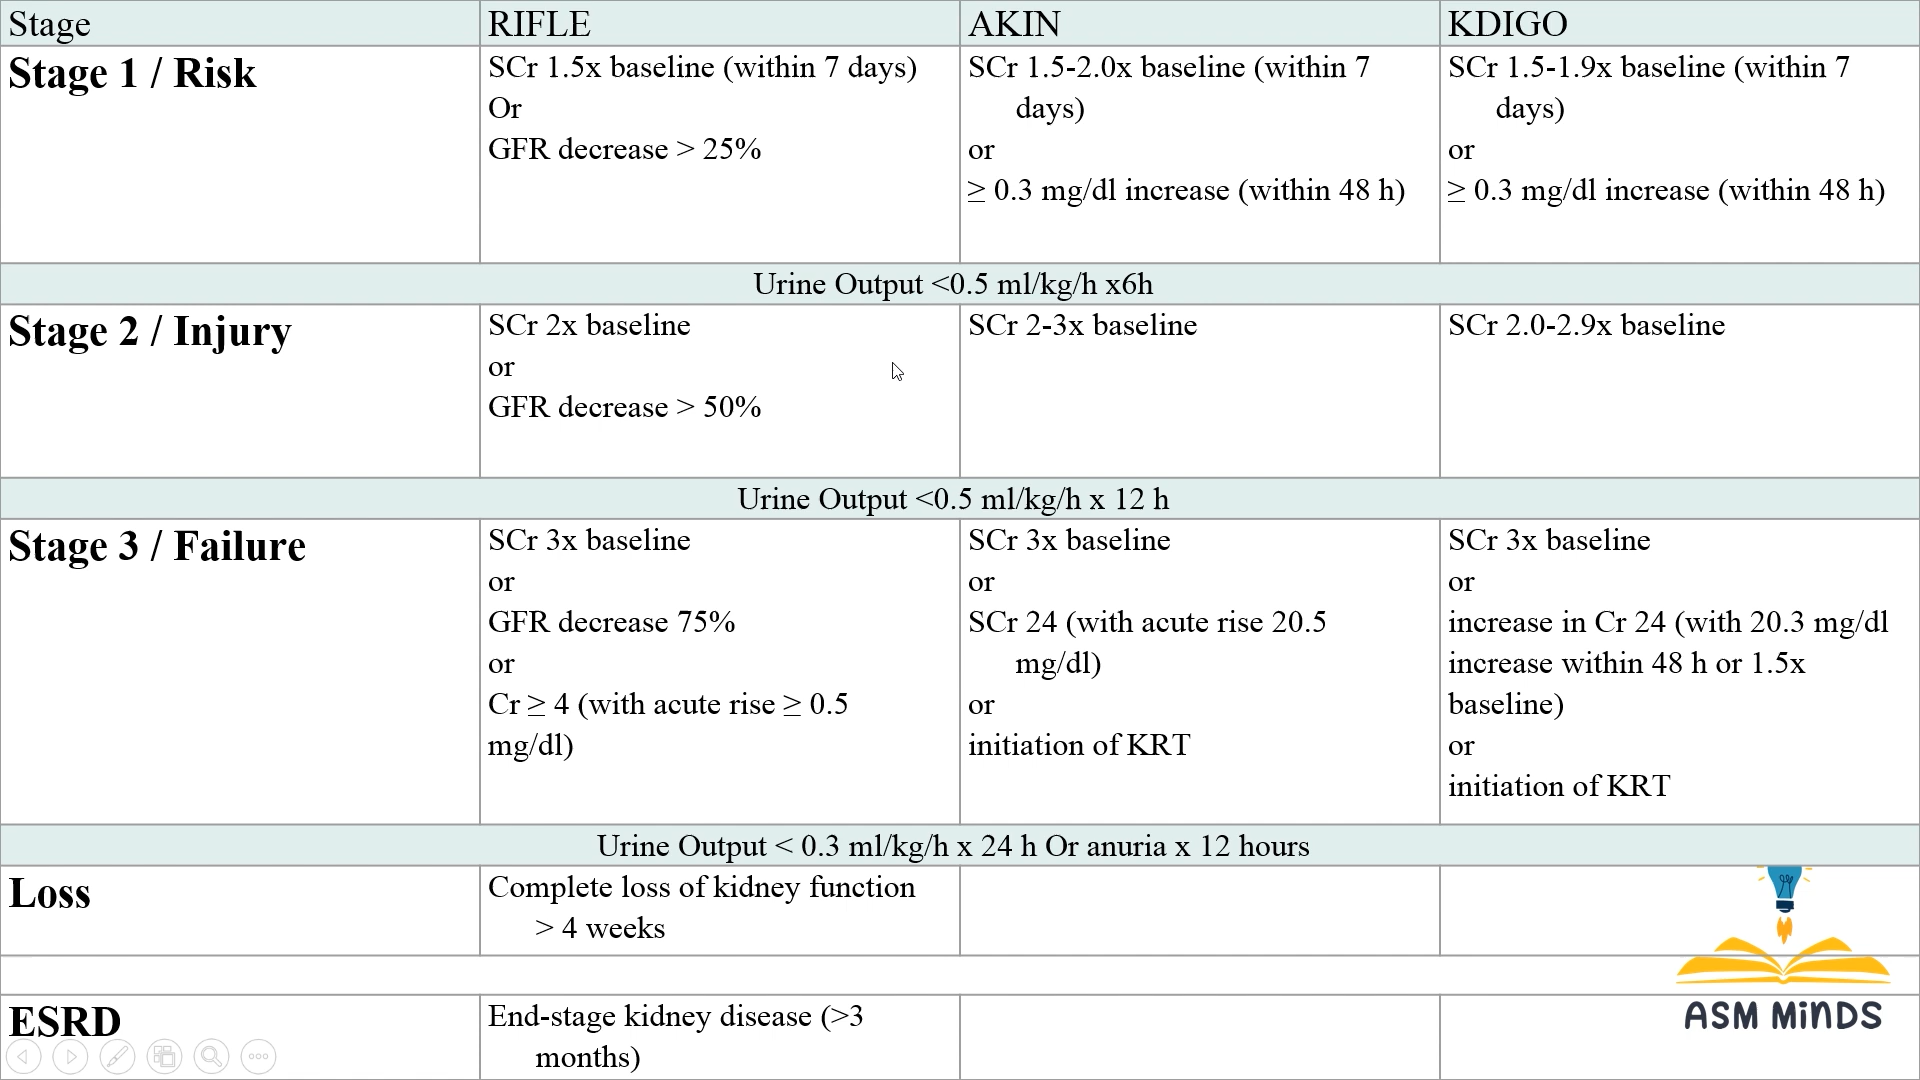 Stage
RIFLE
AKIN
KDIGO
Stage 1 / Risk
SCr 1.5x baseline (within 7 days)
Or
GFR decrease > 25%
SCr 1.5-2.0x baseline (within 7
days)
or
≥ 0.3 mg/dl increase (within 48 h)
SCr 1.5-1.9x baseline (within 7
days)
or
≥ 0.3 mg/dl increase (within 48 h)
Urine Output <0.5 ml/kg/h x6h
Stage 2 / Injury
SCr 2x baseline
or
GFR decrease > 50%
SCr 2-3x baseline
SCr 2.0-2.9x baseline
Urine Output <0.5 ml/kg/h x 12 h
Stage 3 / Failure
SCr 3x baseline
or
GFR decrease 75%
or
Cr ≥ 4 (with acute rise ≥ 0.5
mg/dl)
SCr 3x baseline
or
SCr 24 (with acute rise 20.5
mg/dl)
or
initiation of KRT
SCr 3x baseline
or
increase in Cr 24 (with 20.3 mg/dl
increase within 48 h or 1.5x
baseline)
or
initiation of KRT
Urine Output < 0.3 ml/kg/h x 24 h Or anuria x 12 hours
Loss
Complete loss of kidney function
> 4 weeks
ESRD
End-stage kidney disease (>3
months)
ASM MiNDS